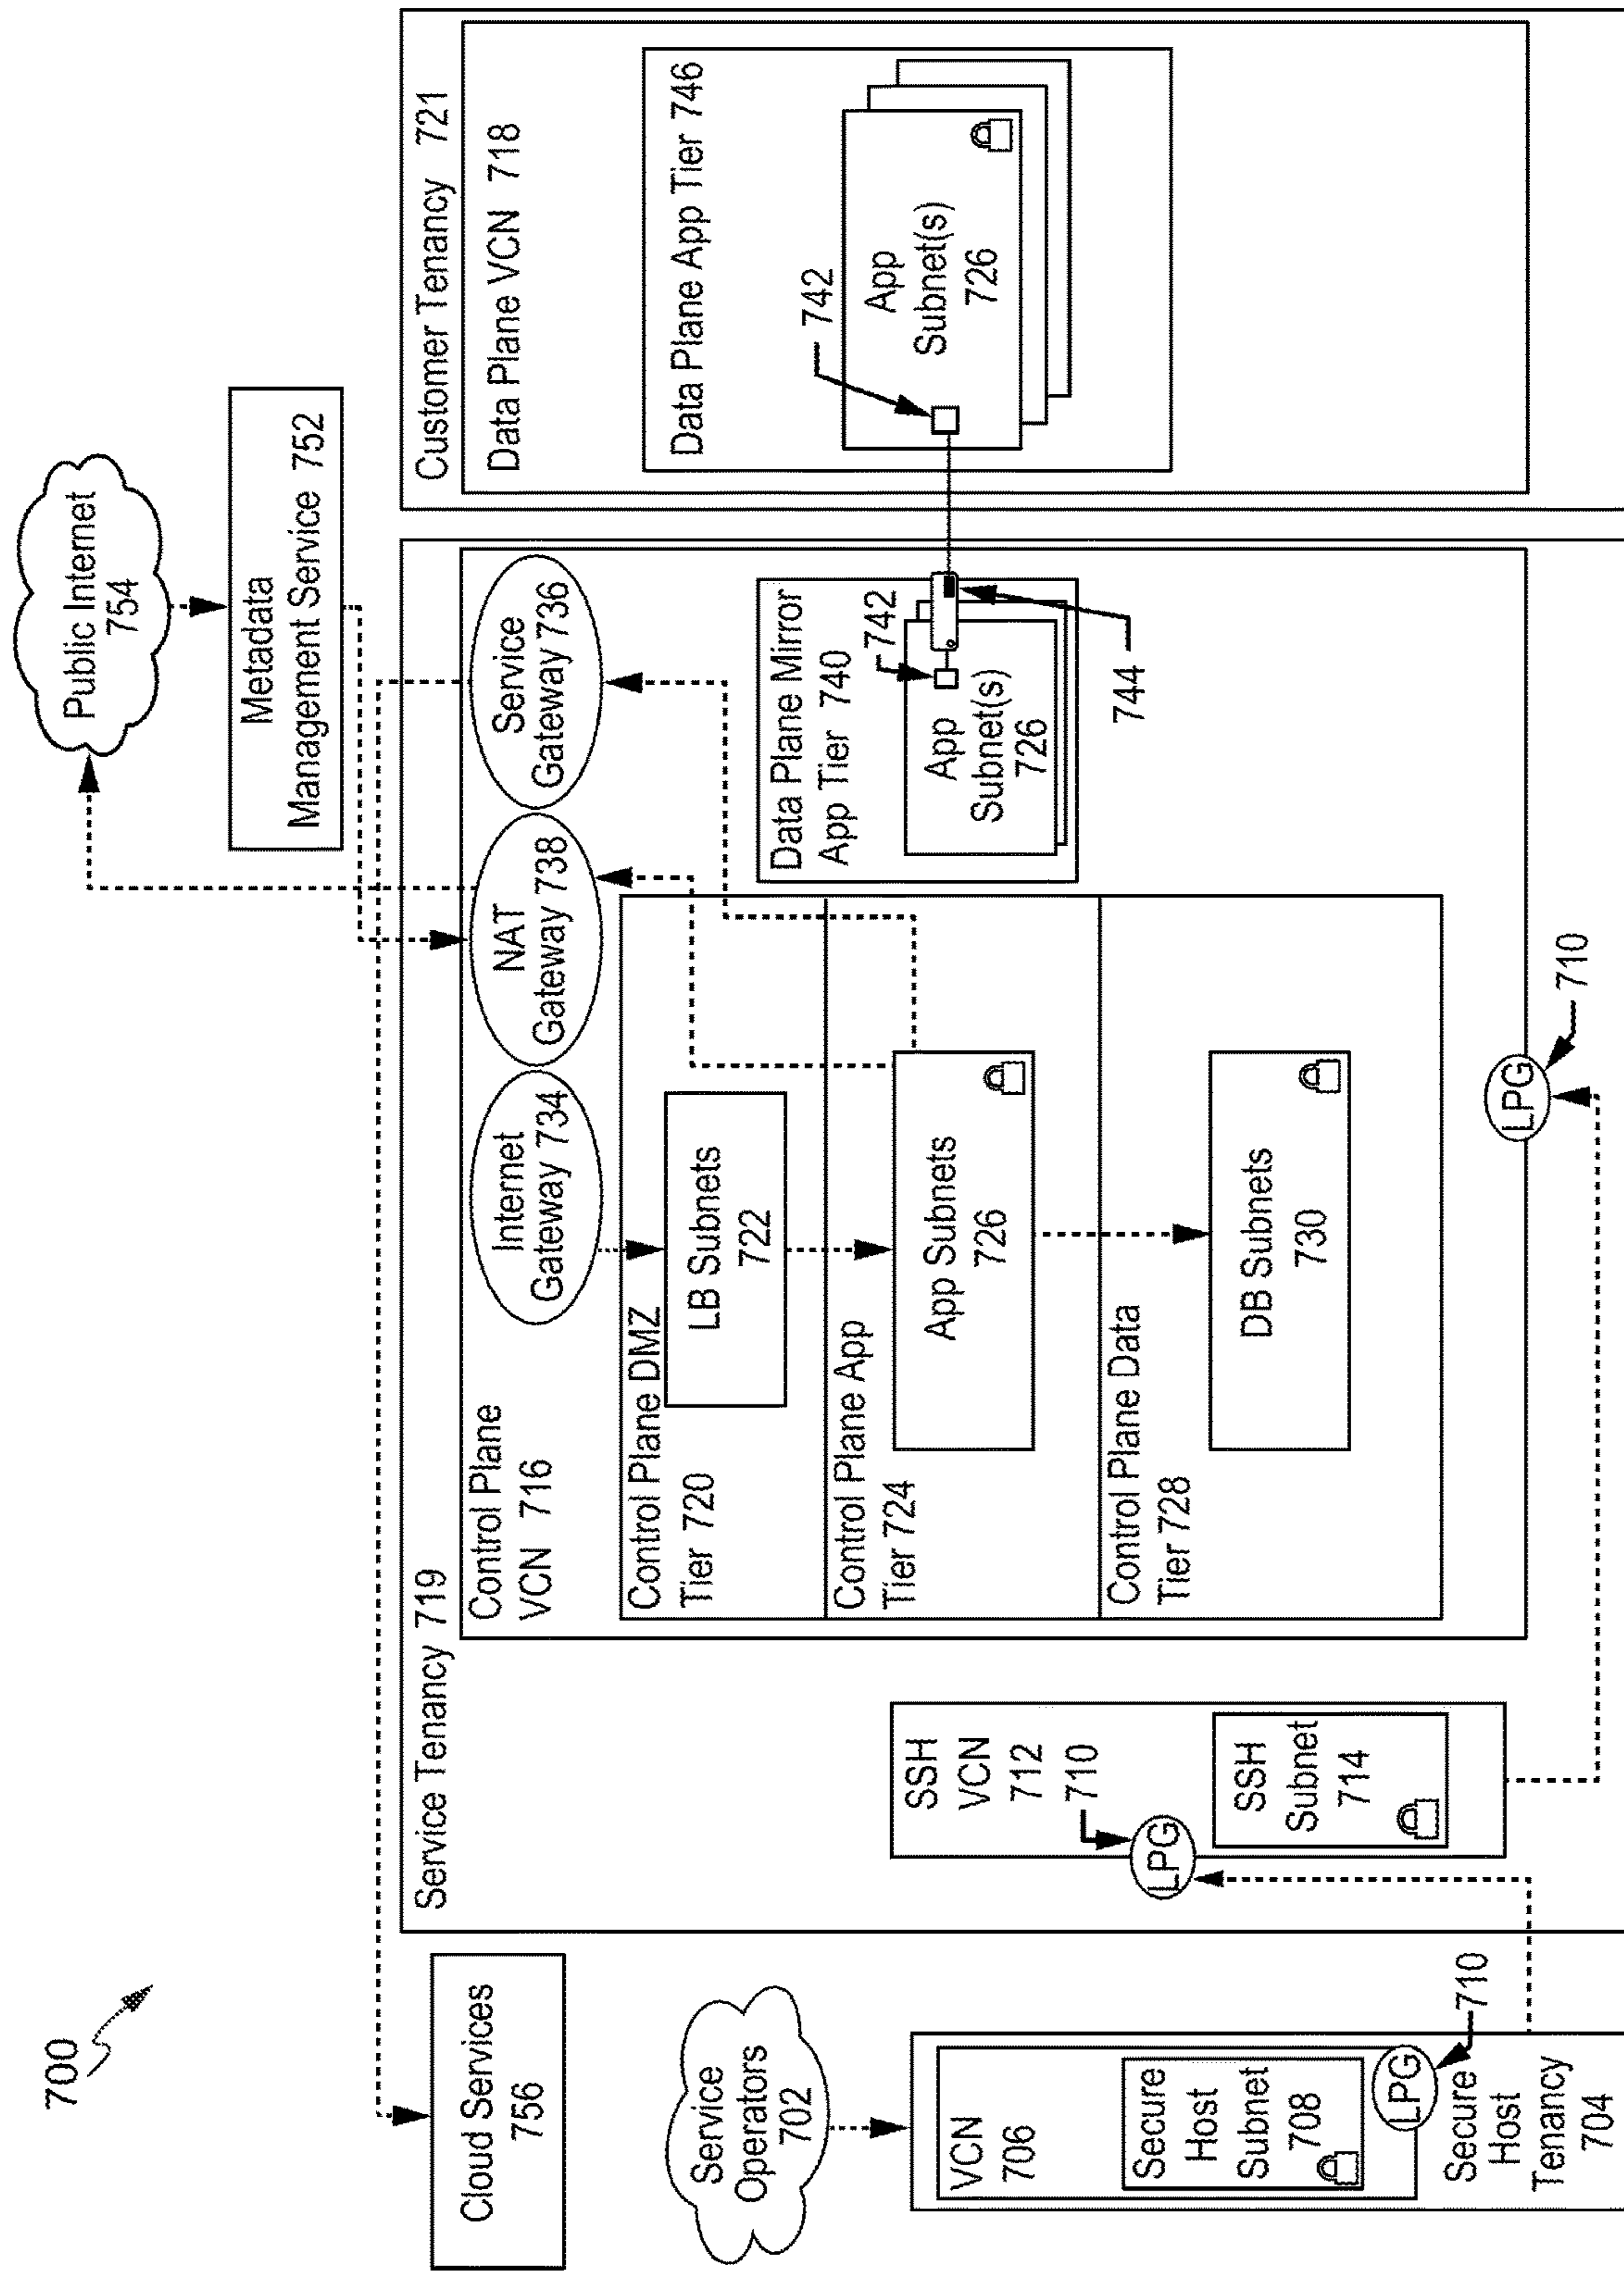 700
Public Internet
754
Metadata
Management Service 752
Cloud Services
756
Service
Operators
702
VCN
706
Secure
Host
Subnet
708
LPG
710
Secure
Host
Tenancy
704
Service Tenancy 719
SSH
VCN
712
710
LPG
SSH
Subnet
714
Control Plane
VCN 716
Internet
Gateway 734
NAT
Gateway 738
Service
Gateway 736
Control Plane DMZ
Tier 720
LB Subnets
722
Control Plane App
Tier 724
App Subnets
726
Control Plane Data
Tier 728
DB Subnets
730
Data Plane Mirror
App Tier 740
742
App
Subnet(s)
726
744
LPG
710
Customer Tenancy 721
Data Plane VCN 718
Data Plane App Tier 746
742
App
Subnet(s)
726